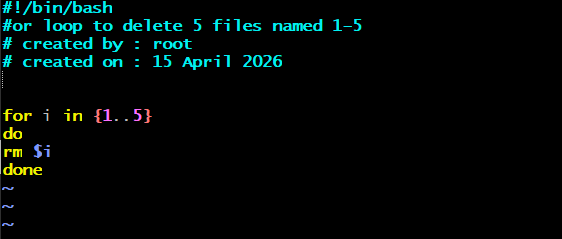 #!/bin/bash
#or loop to delete 5 files named 1-5
# created by : root
# created on : 15 April 2026
for i in {1..5}
do
rm $i
done
~
~
~